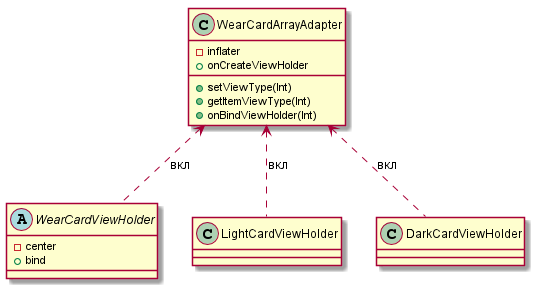 C WearCardArrayAdapter
inflater
onCreateViewHolder
setViewType(Int)
getItemViewType(Int)
onBindViewHolder(Int)
вкл вкл вкл
A WearCardViewHolder
center
bind
C LightCardViewHolder
C DarkCardViewHolder